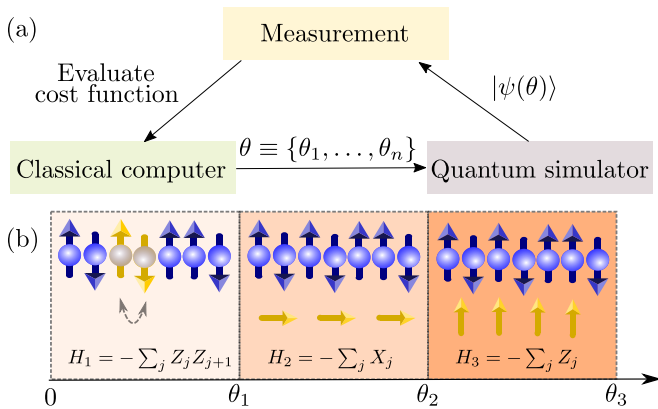 (a)
Measurement
Evaluate
cost function
|ψ(θ)⟩
Classical computer
θ ≡ {θ₁, . . . , θₙ}
Quantum simulator
(b)
H₁ = − ∑ⱼ ZⱼZⱼ₊₁
H₂ = − ∑ⱼ Xⱼ
H₃ = − ∑ⱼ Zⱼ
0
θ₁
θ₂
θ₃